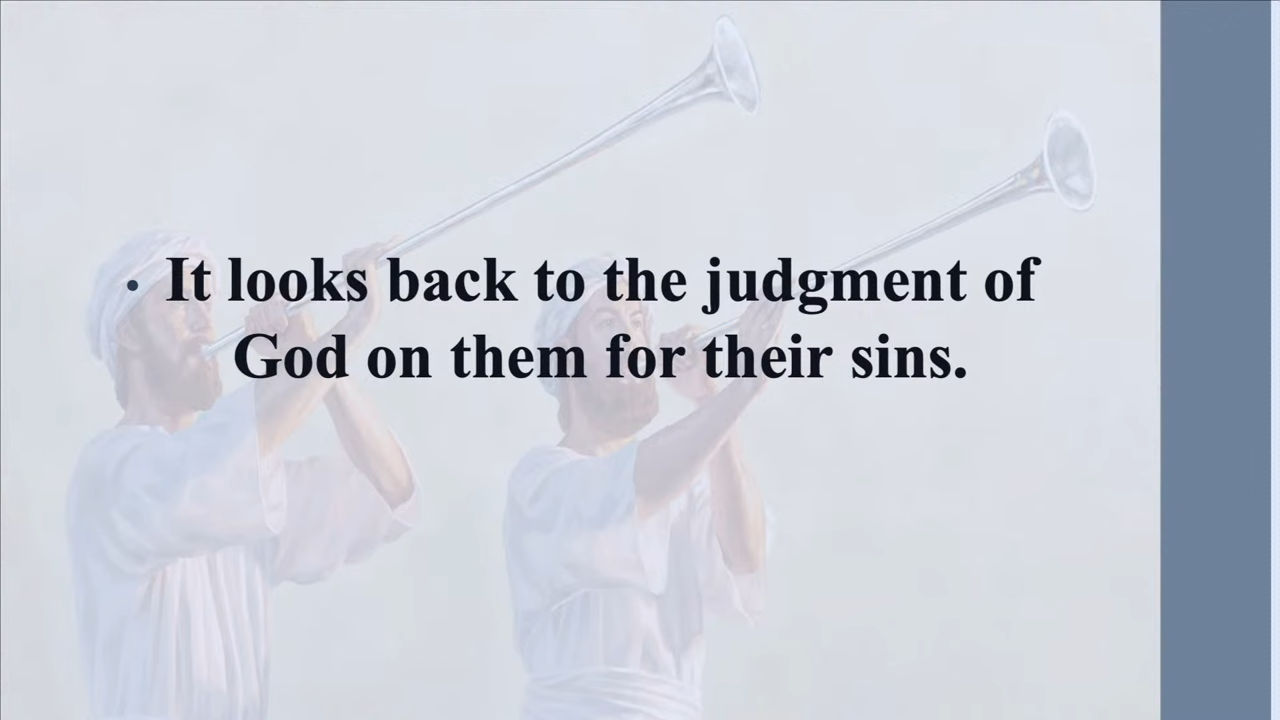 · It looks back to the judgment of
God on them for their sins.